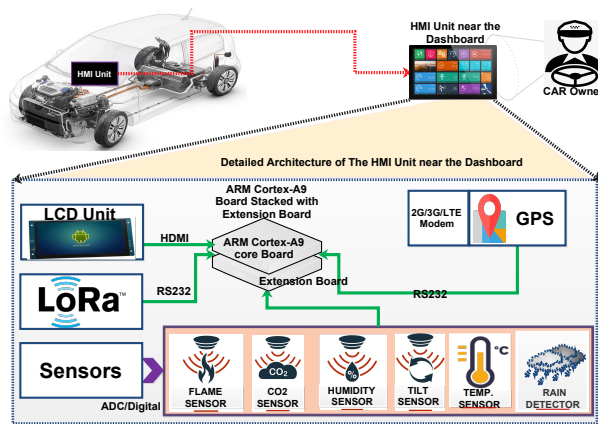 HMI Unit near the
Dashboard
HMI Unit
CAR Owner
Detailed Architecture of The HMI Unit near the Dashboard
ARM Cortex-A9
Board Stacked with
Extension Board
LCD Unit
HDMI
ARM Cortex-A9
core Board
Extension Board
2G/3G/LTE
Modem
GPS
LoRa™
RS232
RS232
Sensors
ADC/Digital
CO2
%
°C
FLAME
SENSOR
CO2
SENSOR
HUMIDITY
SENSOR
TILT
SENSOR
TEMP.
SENSOR
RAIN
DETECTOR